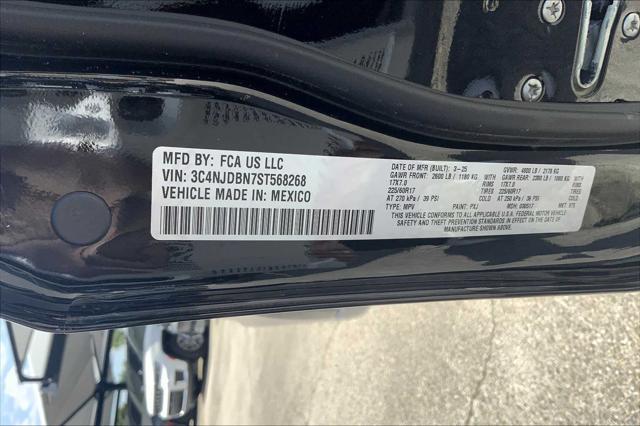 MFD BY: FCA US LLC
VIN: 3C4NJDBN7ST568268
VEHICLE MADE IN: MEXICO
DATE OF MFR (BUILT): 3-25 GVWR: 4800 LB / 2178 KG
GAWR FRONT: 2600 LB / 1180 KG GAWR REAR: 2380 LB / 1080 KG
17X7.0 RIMS 17X7.0
225/60R17 TIRES 225/60R17
AT 270 kPa / 39 PSI COLD AT 250 kPa / 36 PSI COLD
TYPE: MPV PAINT: PXJ MDH: 030517
THIS VEHICLE CONFORMS TO ALL APPLICABLE U.S.A. FEDERAL MOTOR VEHICLE
SAFETY STANDARDS IN EFFECT ON THE DATE OF
MANUFACTURE SHOWN ABOVE.